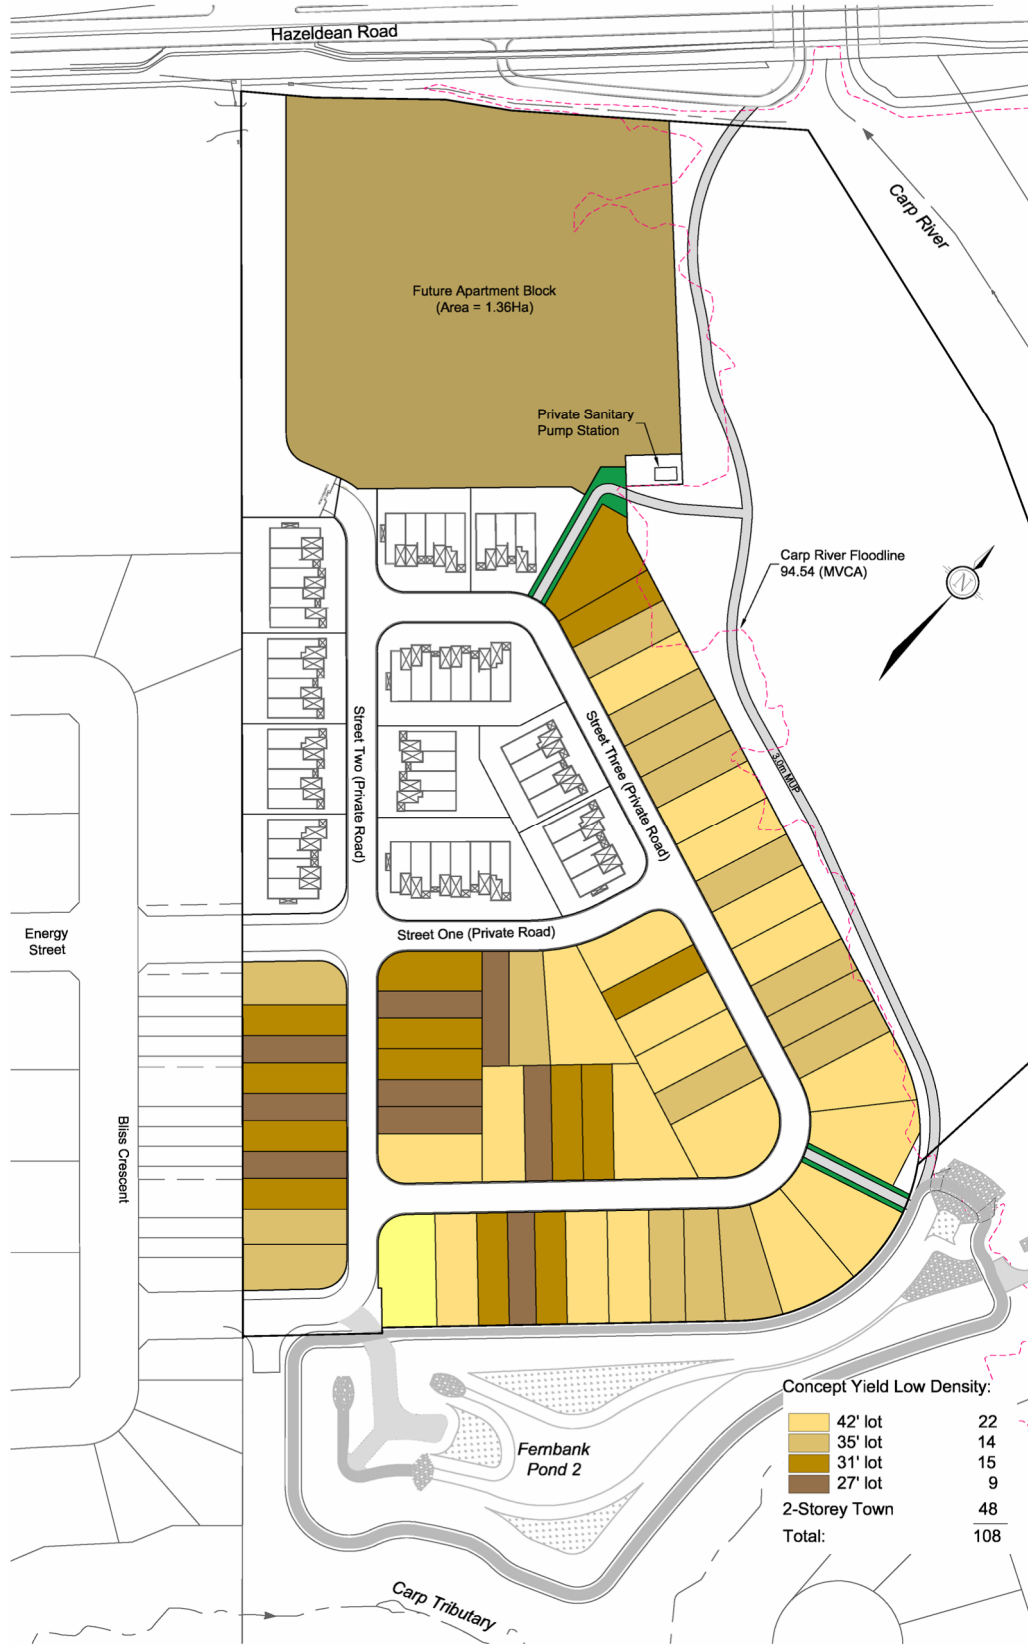 Hazeldean Road
Carp River
Future Apartment Block
(Area = 1.36Ha)
Private Sanitary
Pump Station
Carp River Floodline
94.54 (MVCA)
N
Street Two (Private Road)
Street Three (Private Road)
3.0m MUP
Street One (Private Road)
Energy
Street
Bliss Crescent
Concept Yield Low Density:
42' lot 22
35' lot 14
31' lot 15
27' lot 9
2-Storey Town 48
Total: 108
Fernbank
Pond 2
Carp Tributary